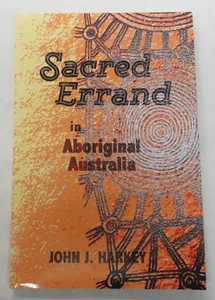 Sacred
Errand
in
Aboriginal
Australia
JOHN J. HARKEY